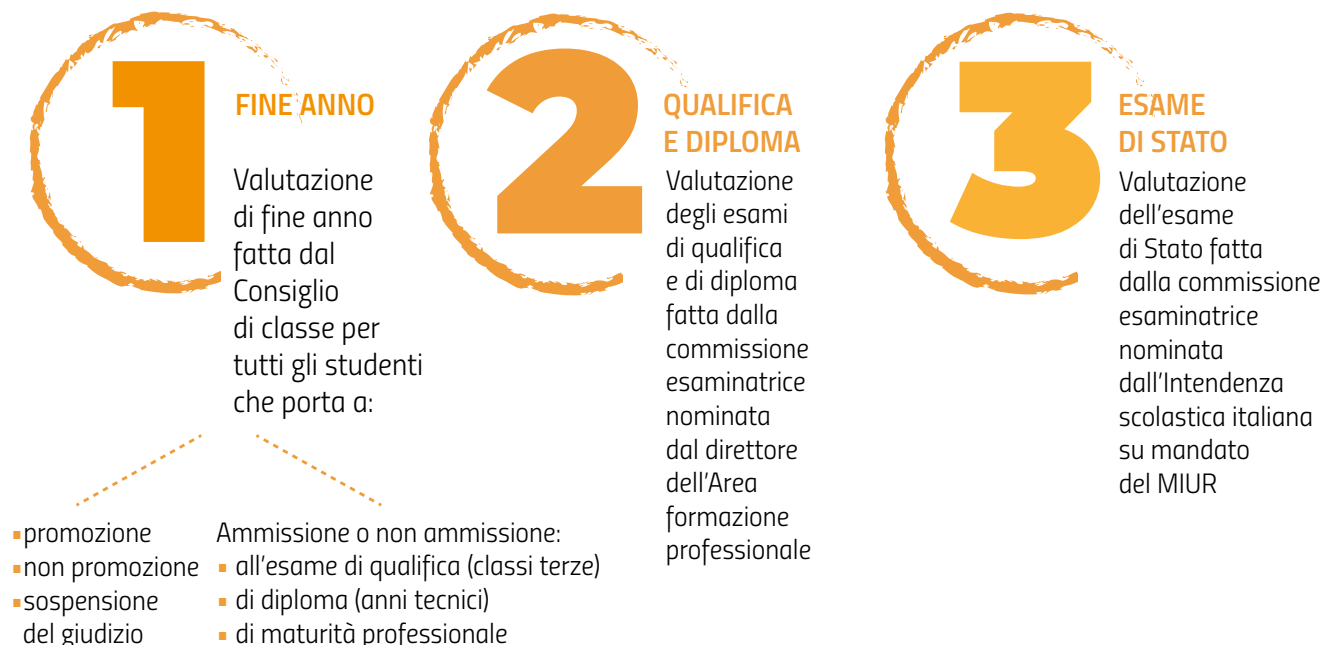 1
FINE ANNO
Valutazione
di fine anno
fatta dal
Consiglio
di classe per
tutti gli studenti
che porta a:
▪promozione
▪non promozione
▪sospensione
del giudizio
Ammissione o non ammissione:
▪ all'esame di qualifica (classi terze)
▪ di diploma (anni tecnici)
▪ di maturità professionale
2
QUALIFICA
E DIPLOMA
Valutazione
degli esami
di qualifica
e di diploma
fatta dalla
commissione
esaminatrice
nominata
dal direttore
dell'Area
formazione
professionale
3
ESAME
DI STATO
Valutazione
dell'esame
di Stato fatta
dalla commissione
esaminatrice
nominata
dall'Intendenza
scolastica italiana
su mandato
del MIUR